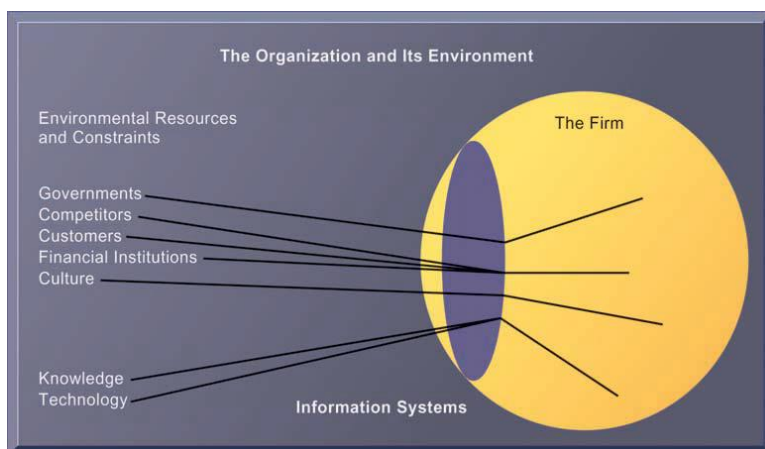 The Organization and Its Environment
Environmental Resources
and Constraints
The Firm
Governments
Competitors
Customers
Financial Institutions
Culture
Knowledge
Technology
Information Systems